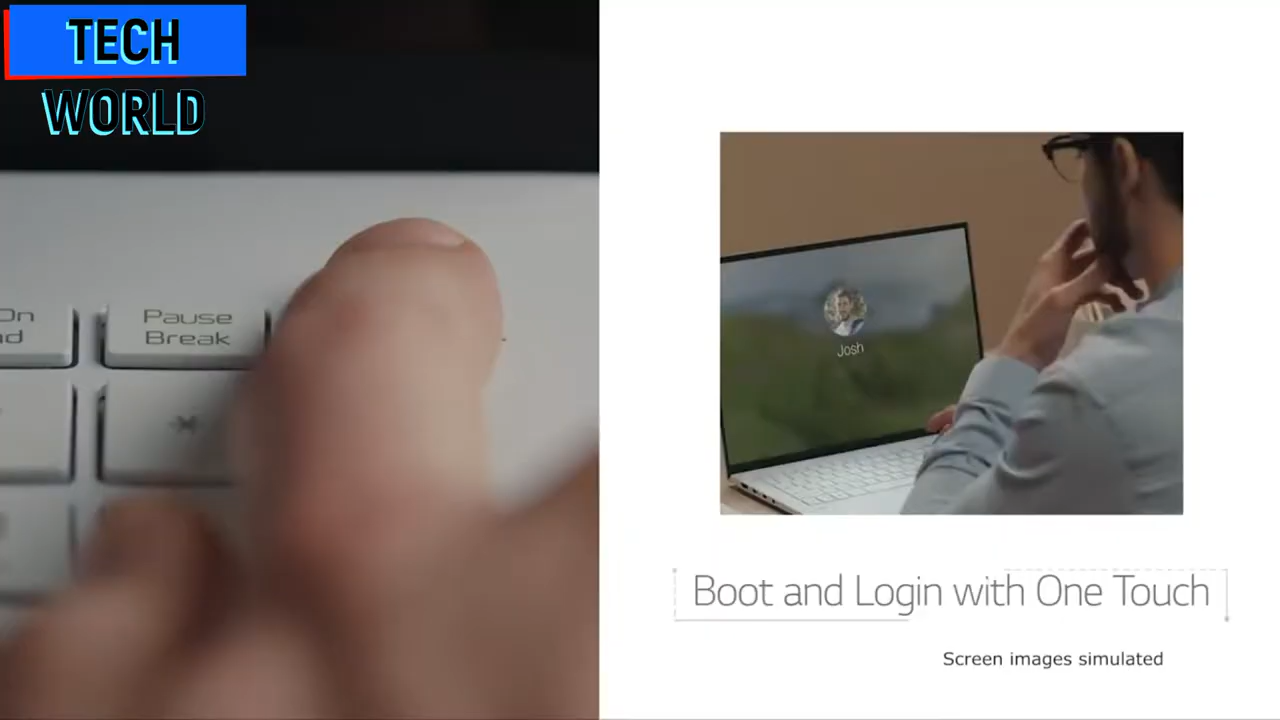 TECH
WORLD
Pause
Break
Josh
Boot and Login with One Touch
Screen images simulated